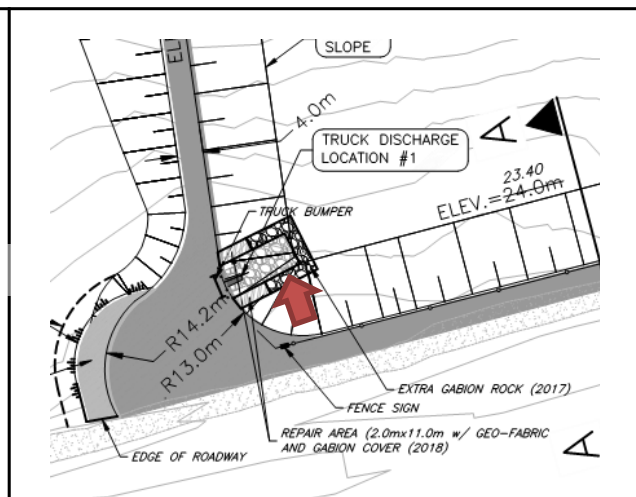 SLOPE
EL
4.0m
TRUCK DISCHARGE
LOCATION #1
A
23.40
ELEV.=24.0m
TRUCK BUMPER
R14.2m
R13.0m
EXTRA GABION ROCK (2017)
FENCE SIGN
REPAIR AREA (2.0mx11.0m w/ GEO-FABRIC
AND GABION COVER (2018)
EDGE OF ROADWAY
A